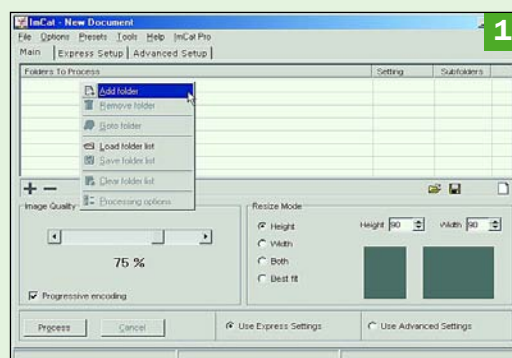 ImCat - New Document
1
File Options Presets Tools Help ImCat Pro
Main Express Setup Advanced Setup
Folders To Process Setting Subfolders
Add folder
Remove folder
Goto folder
Load folder list
Save folder list
Clear folder list
Processing options
Image Quality
75 %
Progressive encoding
Resize Mode
Height
Width
Both
Best fit
Height 90 Width 90
Process Cancel Use Express Settings Use Advanced Settings